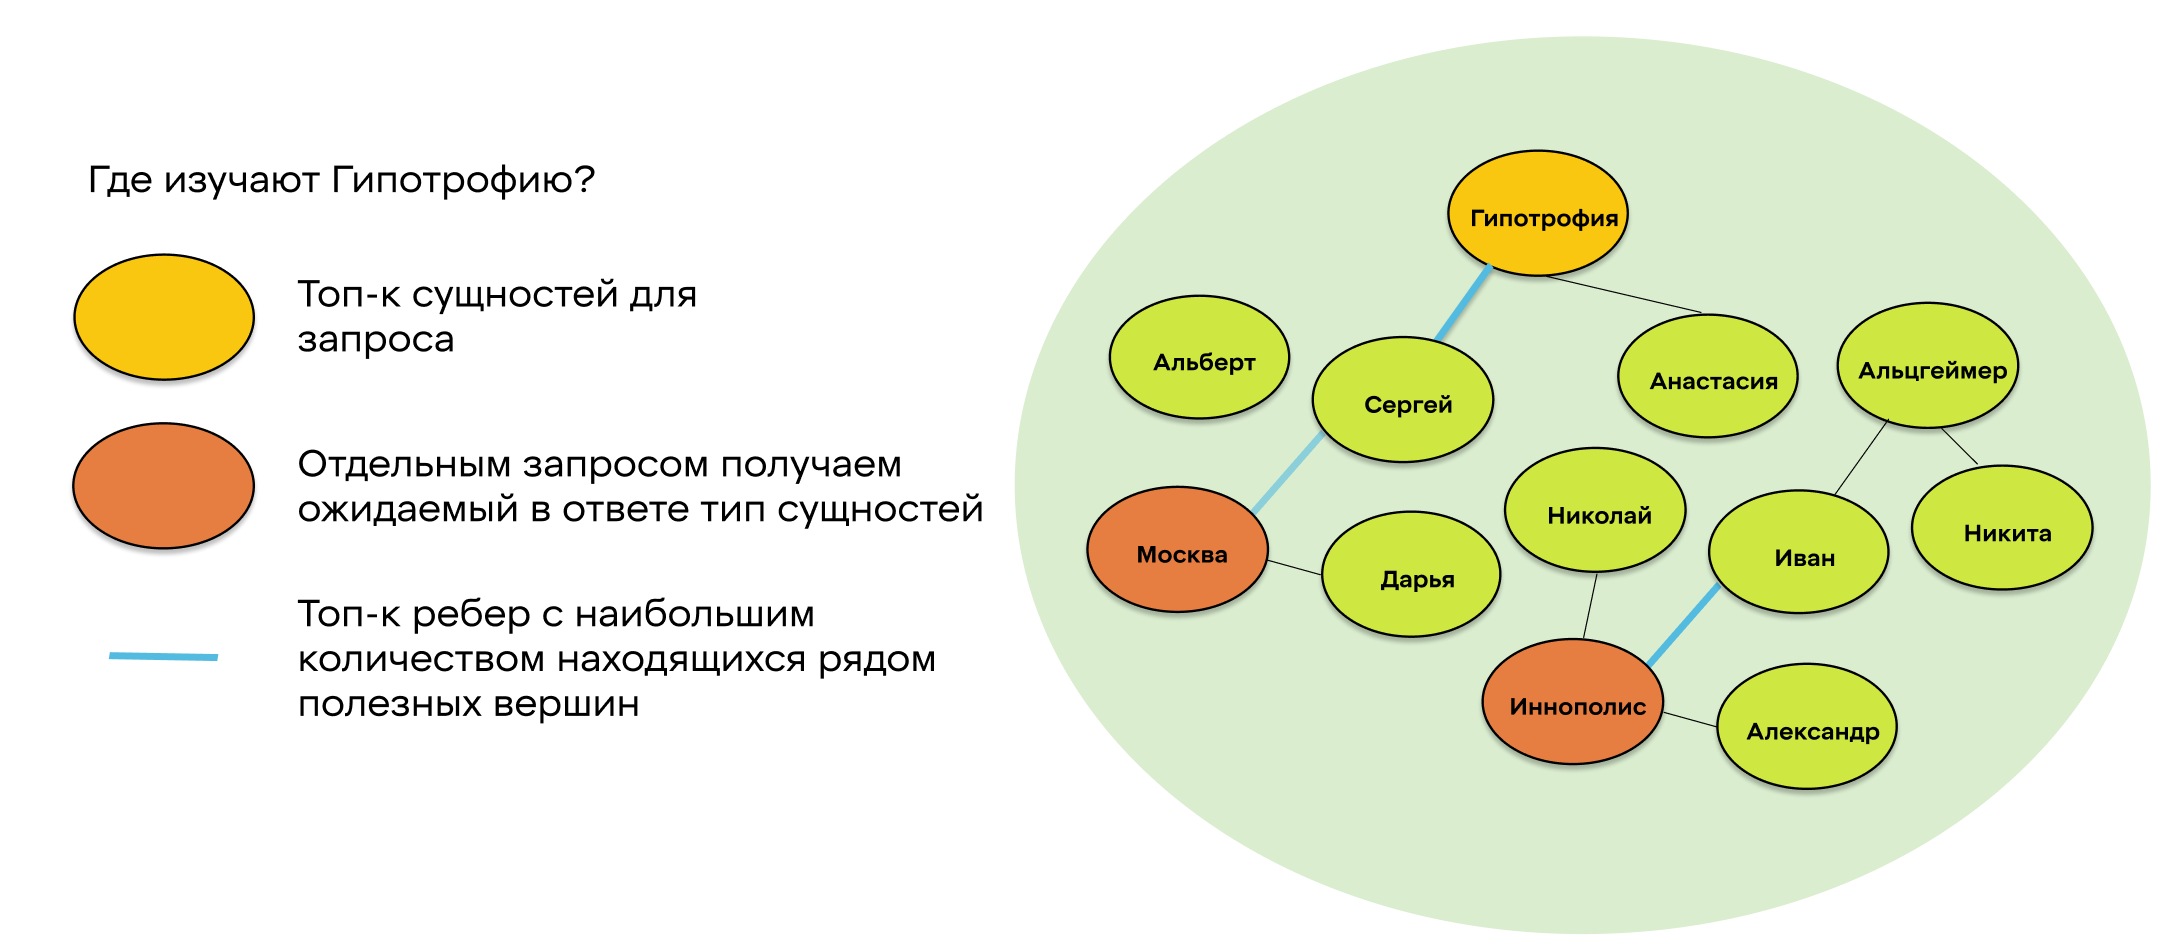 Где изучают Гипотрофию?
Топ-к сущностей для
запроса
Отдельным запросом получаем
ожидаемый в ответе тип сущностей
Топ-к ребер с наибольшим
количеством находящихся рядом
полезных вершин
Гипотрофия
Альберт
Сергей
Анастасия
Альцгеймер
Москва
Дарья
Николай
Иван
Никита
Иннополис
Александр